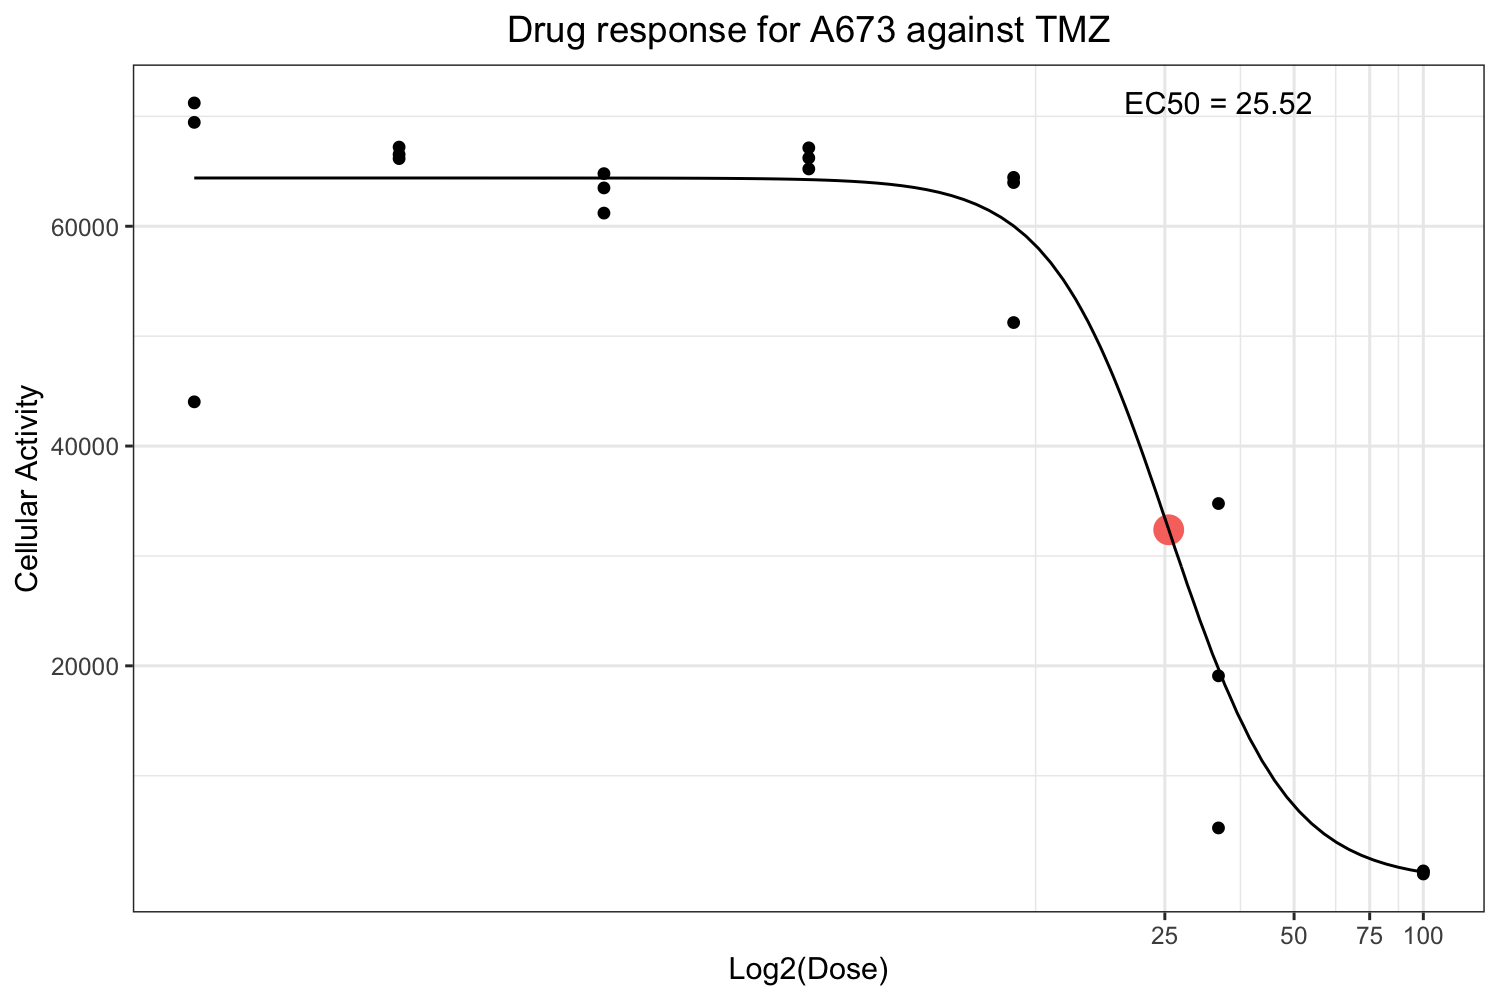 Drug response for A673 against TMZ
EC50 = 25.52
Cellular Activity
60000
40000
20000
25 50 75 100
Log2(Dose)